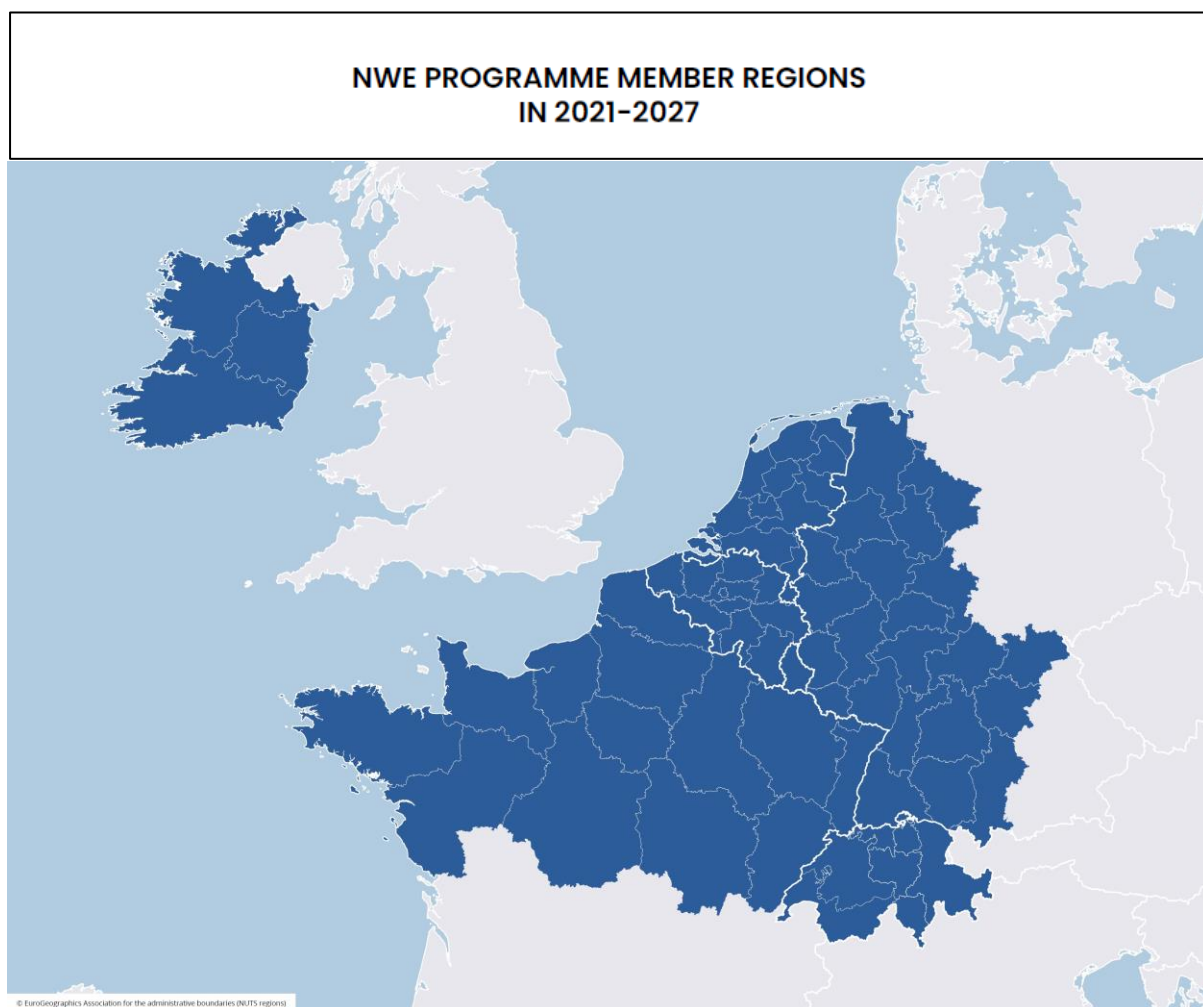 NWE PROGRAMME MEMBER REGIONS
IN 2021-2027
© EuroGeographics Association for the administrative boundaries (NUTS regions)